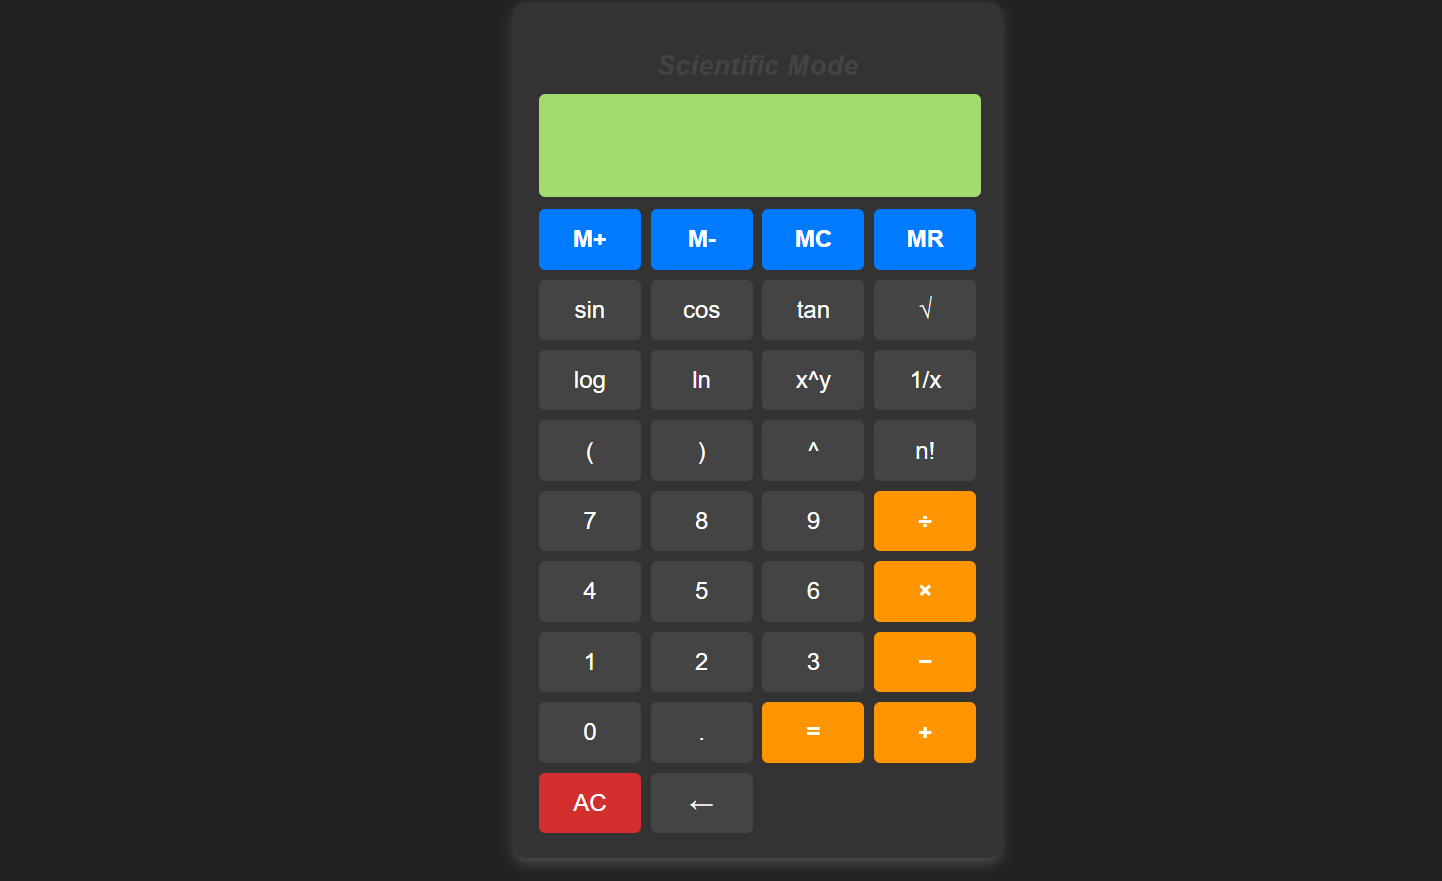 Scientific Mode
M+ M- MC MR
sin cos tan √
log ln x^y 1/x
( ) ^ n!
7 8 9 ÷
4 5 6 ×
1 2 3 −
0 . = +
AC ←